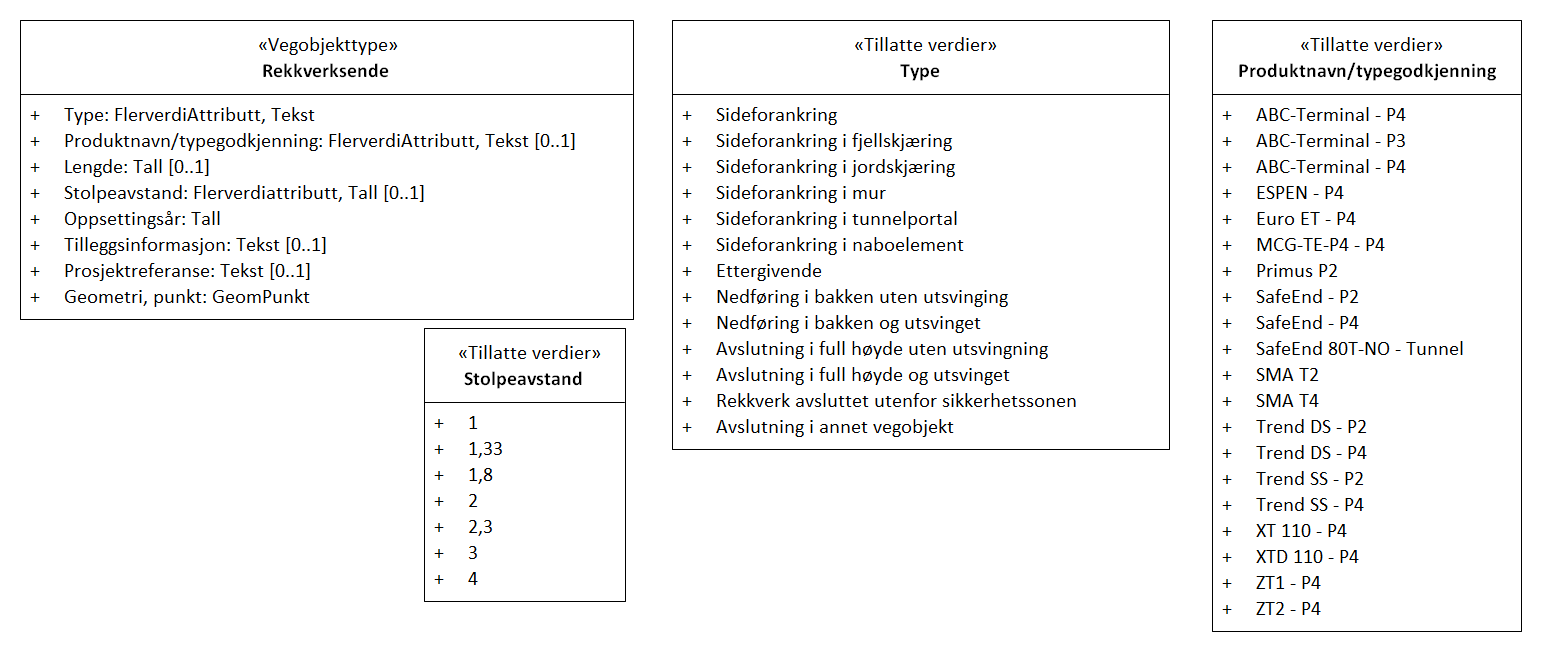 «Vegobjekttype»
Rekkverksende
+ Type: FlerverdiAttributt, Tekst
+ Produktnavn/typegodkjenning: FlerverdiAttributt, Tekst [0..1]
+ Lengde: Tall [0..1]
+ Stolpeavstand: Flerverdiattributt, Tall [0..1]
+ Oppsettingsår: Tall
+ Tilleggsinformasjon: Tekst [0..1]
+ Prosjektreferanse: Tekst [0..1]
+ Geometri, punkt: GeomPunkt
«Tillatte verdier»
Stolpeavstand
+ 1
+ 1,33
+ 1,8
+ 2
+ 2,3
+ 3
+ 4
«Tillatte verdier»
Type
+ Sideforankring
+ Sideforankring i fjellskjæring
+ Sideforankring i jordskjæring
+ Sideforankring i mur
+ Sideforankring i tunnelportal
+ Sideforankring i naboelement
+ Ettergivende
+ Nedføring i bakken uten utsvinging
+ Nedføring i bakken og utsvinget
+ Avslutning i full høyde uten utsvingning
+ Avslutning i full høyde og utsvinget
+ Rekkverk avsluttet utenfor sikkerhetssonen
+ Avslutning i annet vegobjekt
«Tillatte verdier»
Produktnavn/typegodkjenning
+ ABC-Terminal - P4
+ ABC-Terminal - P3
+ ABC-Terminal - P4
+ ESPEN - P4
+ Euro ET - P4
+ MCG-TE-P4 - P4
+ Primus P2
+ SafeEnd - P2
+ SafeEnd - P4
+ SafeEnd 80T-NO - Tunnel
+ SMA T2
+ SMA T4
+ Trend DS - P2
+ Trend DS - P4
+ Trend SS - P2
+ Trend SS - P4
+ XT 110 - P4
+ XTD 110 - P4
+ ZT1 - P4
+ ZT2 - P4